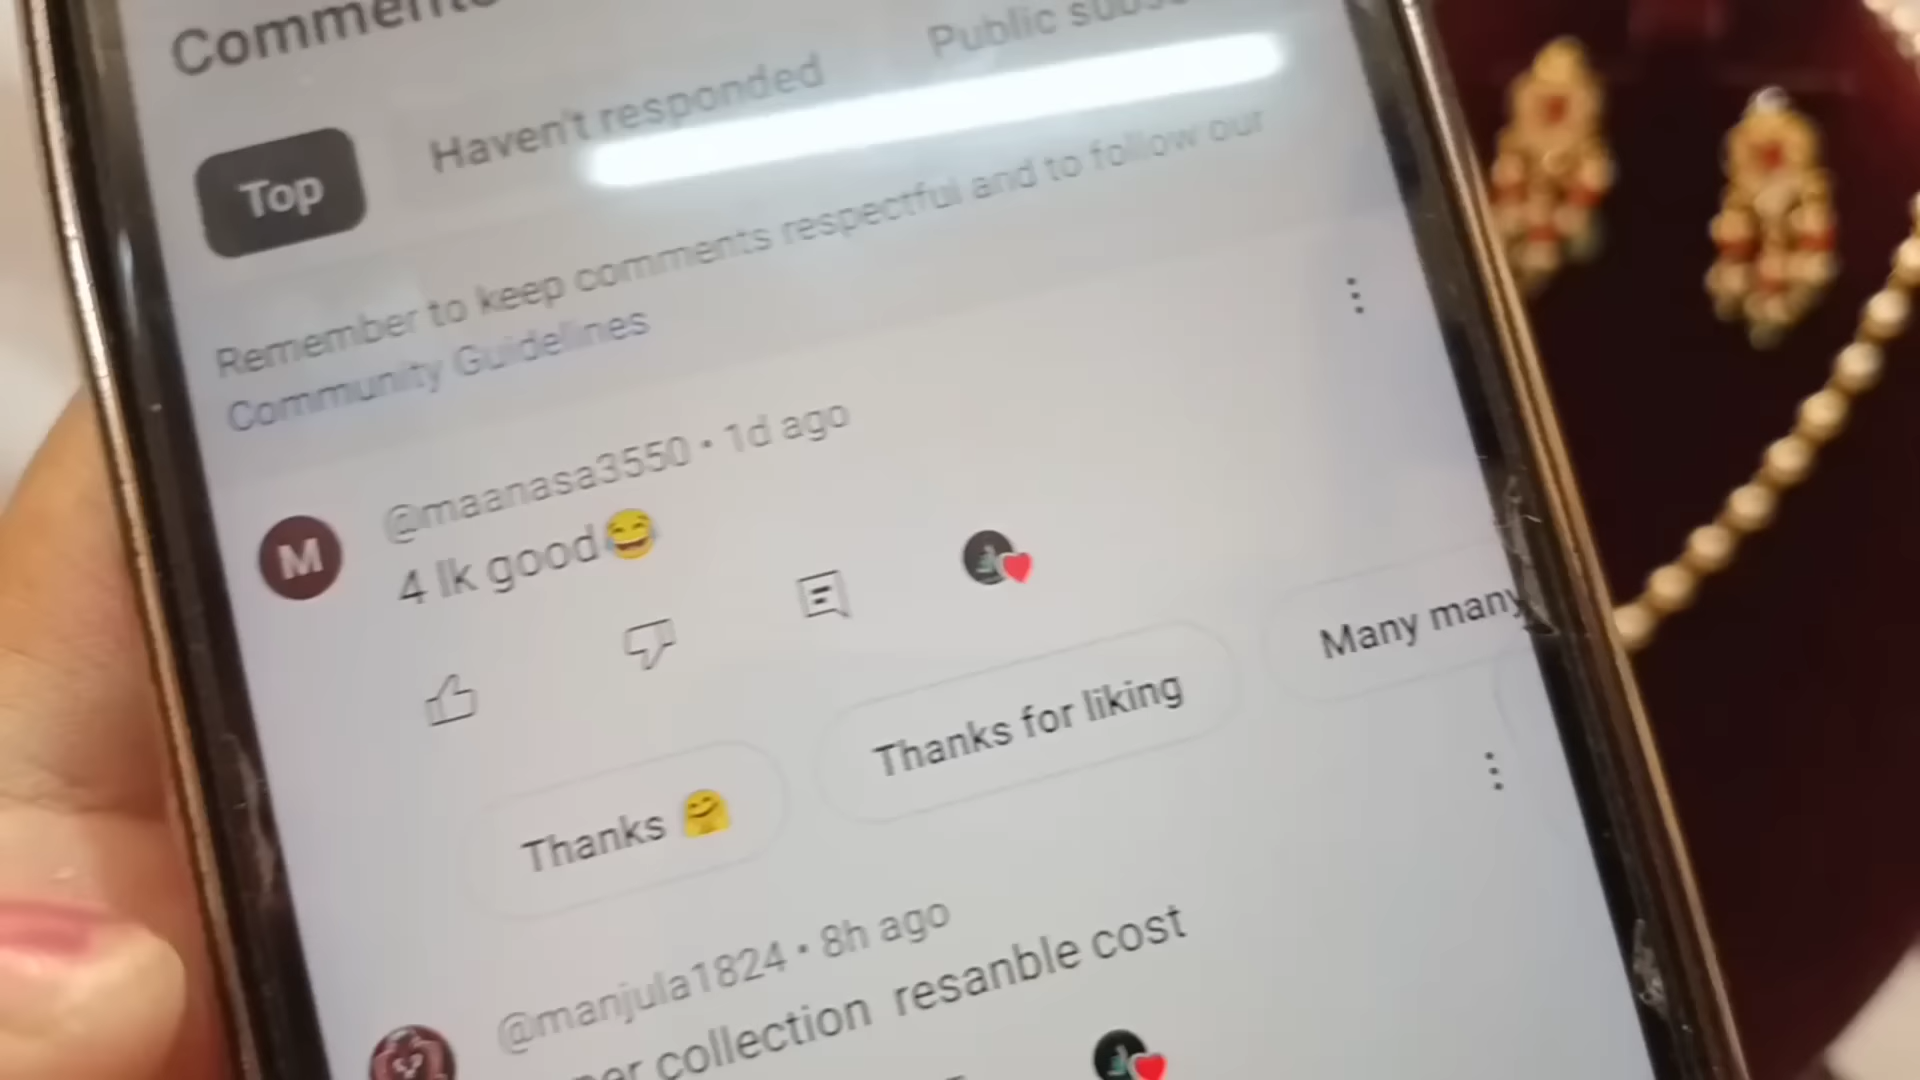 Comments
Top
Haven't responded
Public
Remember to keep comments respectful and to follow our
Community Guidelines
M
@maanasa3550 • 1d ago
4 lk good😂
Thanks 🤗
Thanks for liking
Many many
@manjula1824 • 8h ago
collection resanble cost